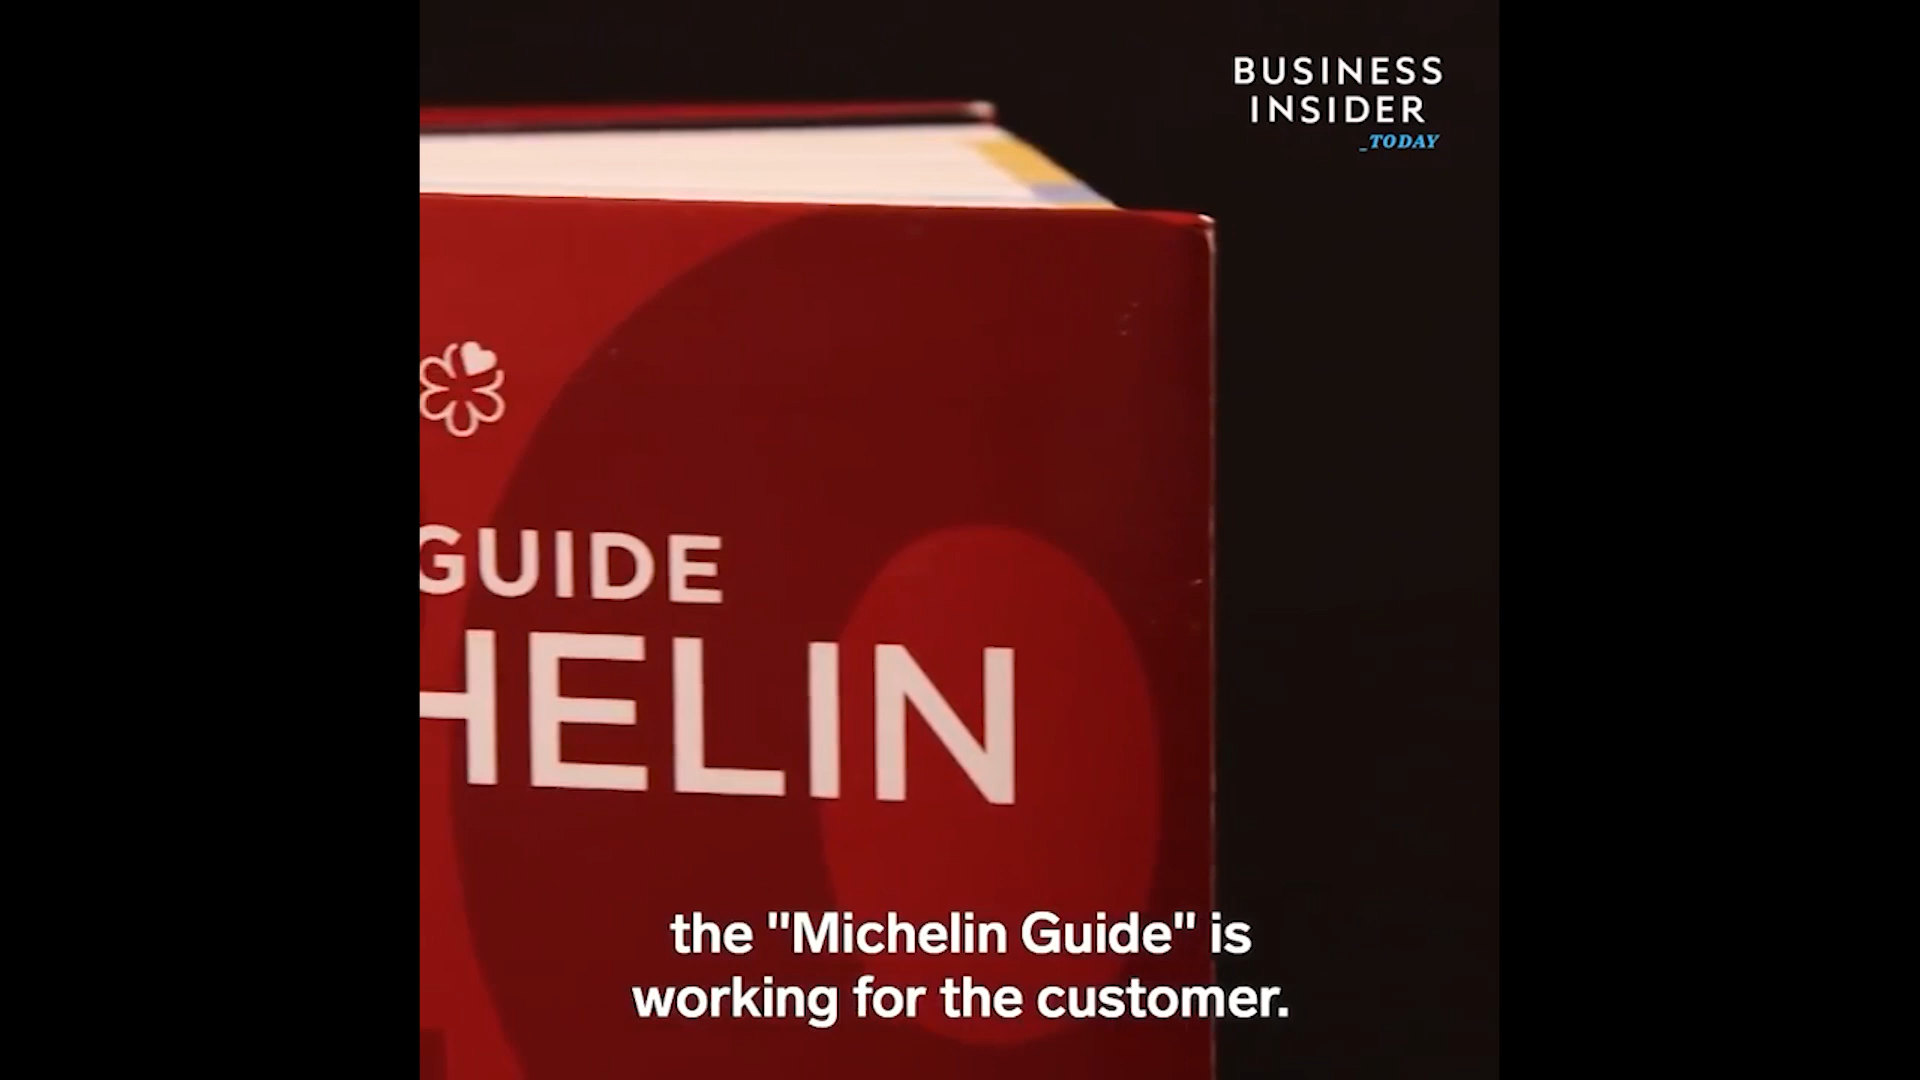 BUSINESS
INSIDER
_TODAY
GUIDE
HELIN
the "Michelin Guide" is
working for the customer.